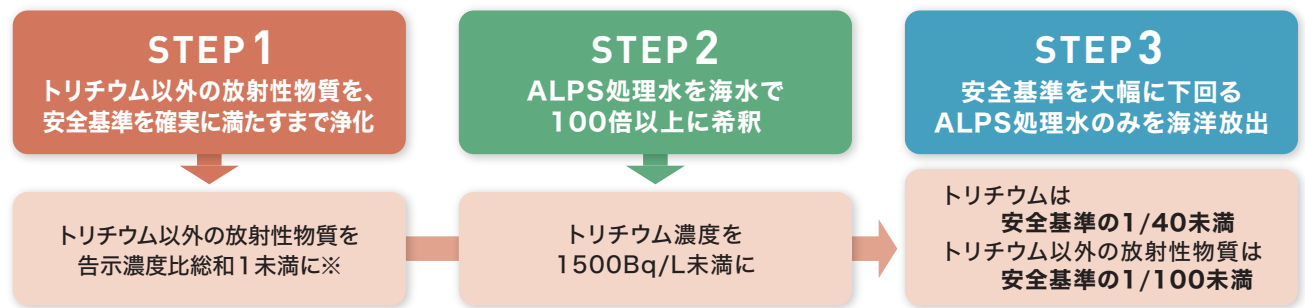 STEP 1
トリチウム以外の放射性物質を、
安全基準を確実に満たすまで浄化
トリチウム以外の放射性物質を
告示濃度比総和1未満に※
STEP 2
ALPS処理水を海水で
100倍以上に希釈
トリチウム濃度を
1500Bq/L未満に
STEP 3
安全基準を大幅に下回る
ALPS処理水のみを海洋放出
トリチウムは
安全基準の1/40未満
トリチウム以外の放射性物質は
安全基準の1/100未満